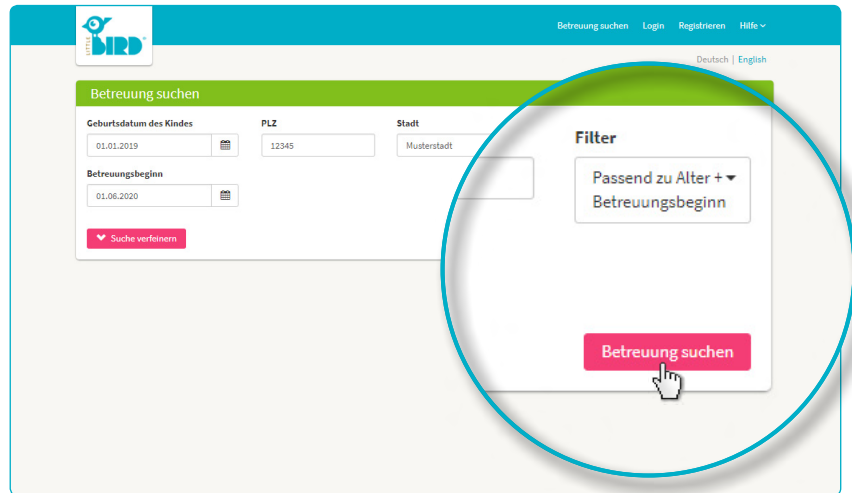 LITTLE BIRD
Betreuung suchen Login Registrieren Hilfe
Deutsch | English
Betreuung suchen
Geburtsdatum des Kindes PLZ Stadt
01.01.2019 12345 Musterstadt
Filter
Passend zu Alter +
Betreuungsbeginn
Betreuungsbeginn
01.06.2020
Suche verfeinern
Betreuung suchen